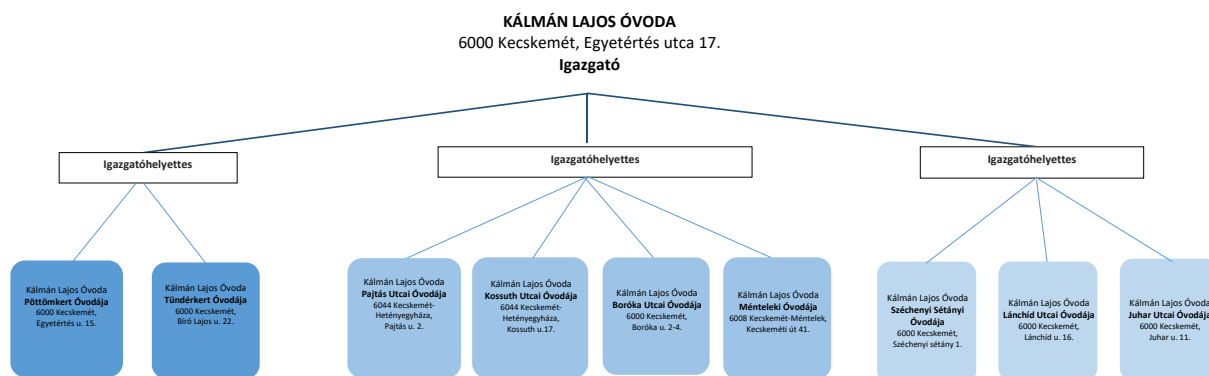 KÁLMÁN LAJOS ÓVODA
6000 Kecskemét, Egyetértés utca 17.
Igazgató
Igazgatóhelyettes
Igazgatóhelyettes
Igazgatóhelyettes
Kálmán Lajos Óvoda
Pöttömkert Óvodája
6000 Kecskemét,
Egyetértés u. 15.
Kálmán Lajos Óvoda
Tündérkert Óvodája
6000 Kecskemét,
Bíró Lajos u. 22.
Kálmán Lajos Óvoda
Pajtás Utcai Óvodája
6044 Kecskemét-
Hetényegyháza,
Pajtás u. 2.
Kálmán Lajos Óvoda
Kossuth Utcai Óvodája
6044 Kecskemét-
Hetényegyháza,
Kossuth u.17.
Kálmán Lajos Óvoda
Boróka Utcai Óvodája
6000 Kecskemét,
Boróka u. 2-4.
Kálmán Lajos Óvoda
Ménteleki Óvodája
6008 Kecskemét-Méntelek,
Kecskeméti út 41.
Kálmán Lajos Óvoda
Széchenyi Sétányi
Óvodája
6000 Kecskemét,
Széchenyi sétány 1.
Kálmán Lajos Óvoda
Lánchíd Utcai Óvodája
6000 Kecskemét,
Lánchíd u. 16.
Kálmán Lajos Óvoda
Juhar Utcai Óvodája
6000 Kecskemét,
Juhar u. 11.